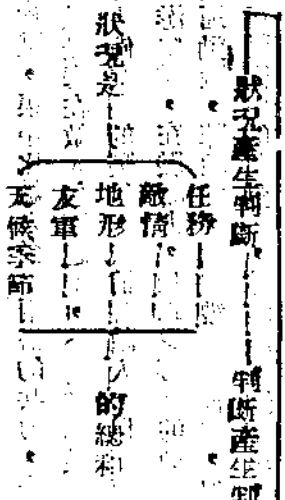 狀況產生判斷——判斷產生
狀況是
任務
敵情
地形
友軍
天候季節
的總和